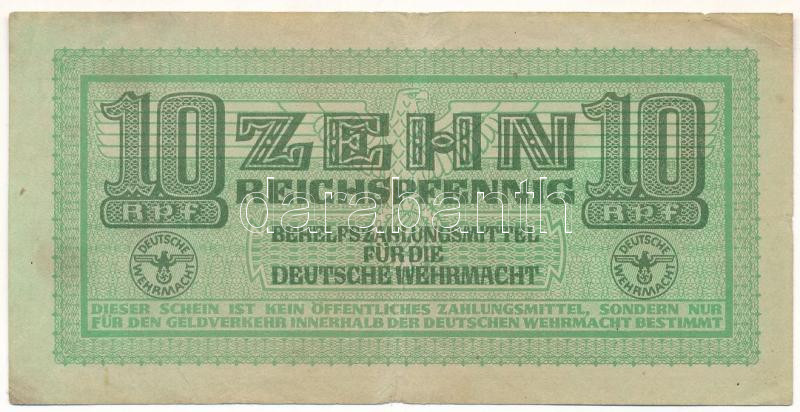 10 ZEHN 10
REICHSPFENNIG
Rpf. Rpf.
darabanth
BEHELFSZAHLUNGSMITTEL
FÜR DIE
DEUTSCHE WEHRMACHT
DEUTSCHE WEHRMACHT
DEUTSCHE WEHRMACHT
DIESER SCHEIN IST KEIN ÖFFENTLICHES ZAHLUNGSMITTEL, SONDERN NUR
FÜR DEN GELDVERKEHR INNERHALB DER DEUTSCHEN WEHRMACHT BESTIMMT